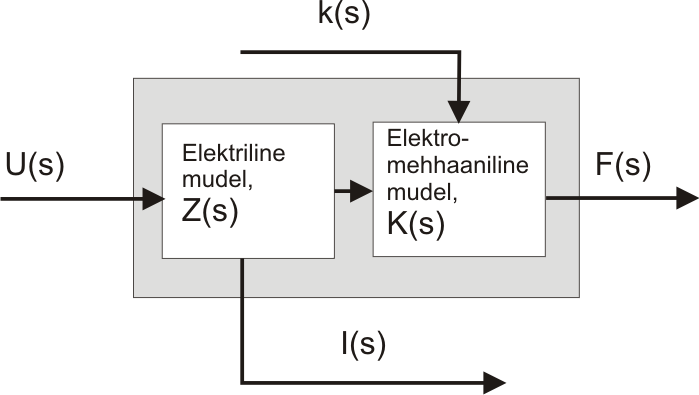 k(s)
U(s)
Elektriline
mudel,
Z(s)
Elektro-
mehhaaniline
mudel,
K(s)
F(s)
I(s)